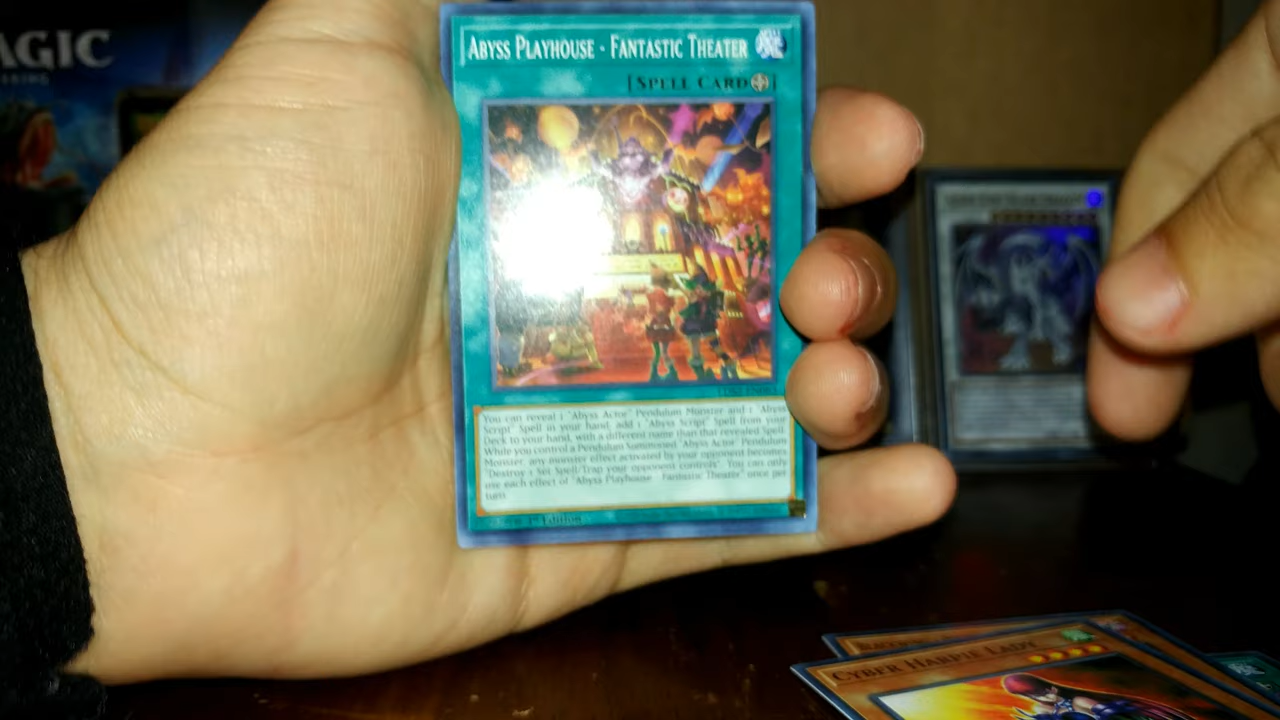 AGIC
ABYSS PLAYHOUSE - FANTASTIC THEATER
[SPELL CARD]
You can reveal 1 "Abyss Actor" Pendulum Monster and 1 "Abyss
Script" Spell in your hand; add 1 "Abyss Script" Spell from your
Deck to your hand, with a different name than that revealed Spell.
While you control a Pendulum Summoned "Abyss Actor" Pendulum
Monster, any monster effect activated by your opponent becomes
"Destroy 1 Set Spell/Trap your opponent controls". You can only
use each effect of "Abyss Playhouse - Fantastic Theater" once per
turn.
Edition
CYBER HARPIE LADY